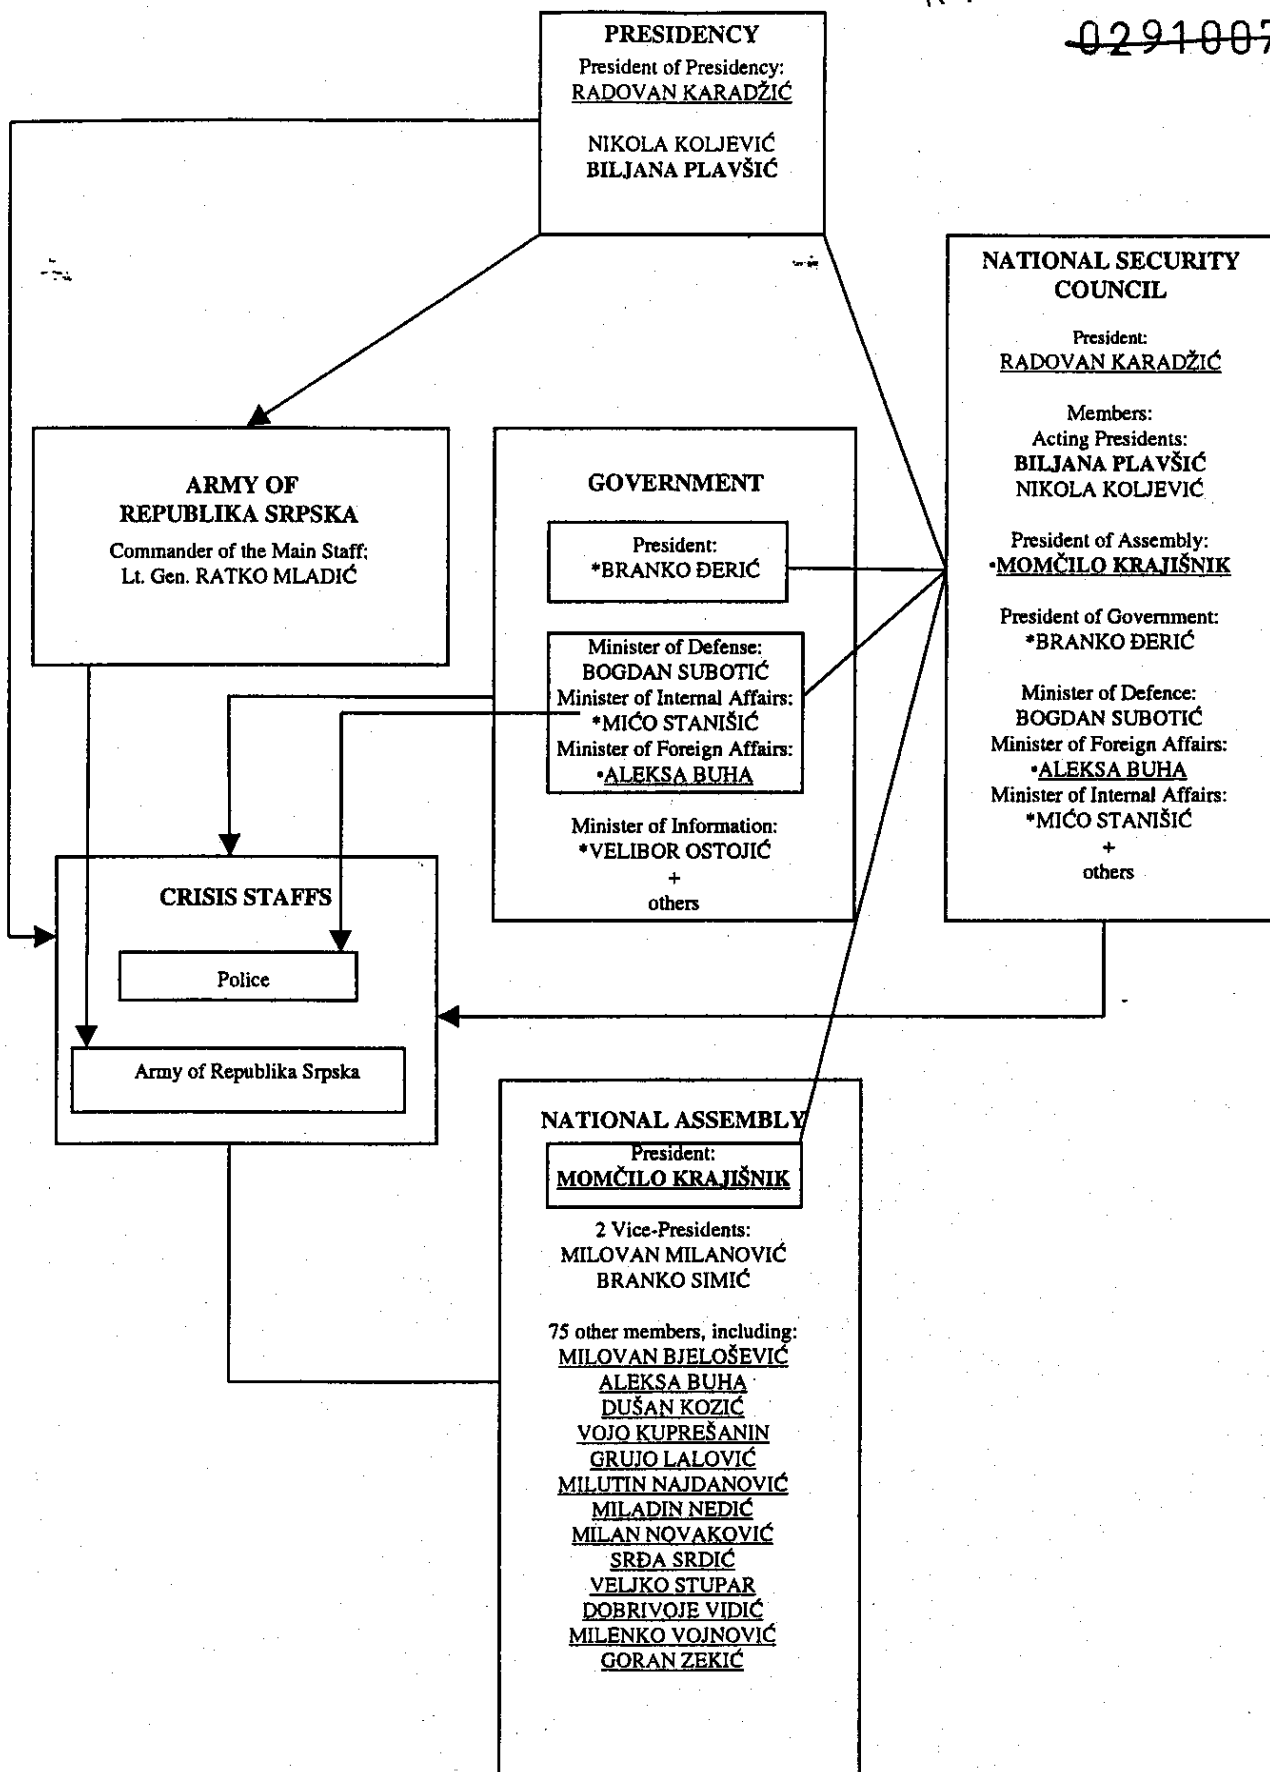 0291007
PRESIDENCY
President of Presidency:
RADOVAN KARADŽIĆ
NIKOLA KOLJEVIĆ
BILJANA PLAVŠIĆ
NATIONAL SECURITY
COUNCIL
President:
RADOVAN KARADŽIĆ
Members:
Acting Presidents:
BILJANA PLAVŠIĆ
NIKOLA KOLJEVIĆ
President of Assembly:
•MOMČILO KRAJIŠNIK
President of Government:
*BRANKO ĐERIĆ
Minister of Defence:
BOGDAN SUBOTIĆ
Minister of Foreign Affairs:
•ALEKSA BUHA
Minister of Internal Affairs:
*MIĆO STANIŠIĆ
+
others
ARMY OF
REPUBLIKA SRPSKA
Commander of the Main Staff:
Lt. Gen. RATKO MLADIĆ
GOVERNMENT
President:
*BRANKO ĐERIĆ
Minister of Defense:
BOGDAN SUBOTIĆ
Minister of Internal Affairs:
*MIĆO STANIŠIĆ
Minister of Foreign Affairs:
•ALEKSA BUHA
Minister of Information:
*VELIBOR OSTOJIĆ
+
others
CRISIS STAFFS
Police
Army of Republika Srpska
NATIONAL ASSEMBLY
President:
MOMČILO KRAJIŠNIK
2 Vice-Presidents:
MILOVAN MILANOVIĆ
BRANKO SIMIĆ
75 other members, including:
MILOVAN BJELOŠEVIĆ
ALEKSA BUHA
DUŠAN KOZIĆ
VOJO KUPREŠANIN
GRUJO LALOVIĆ
MILUTIN NAJDANOVIĆ
MILADIN NEDIĆ
MILAN NOVAKOVIĆ
SRĐA SRDIĆ
VELJKO STUPAR
DOBRIVOJE VIDIĆ
MILENKO VOJNOVIĆ
GORAN ZEKIĆ